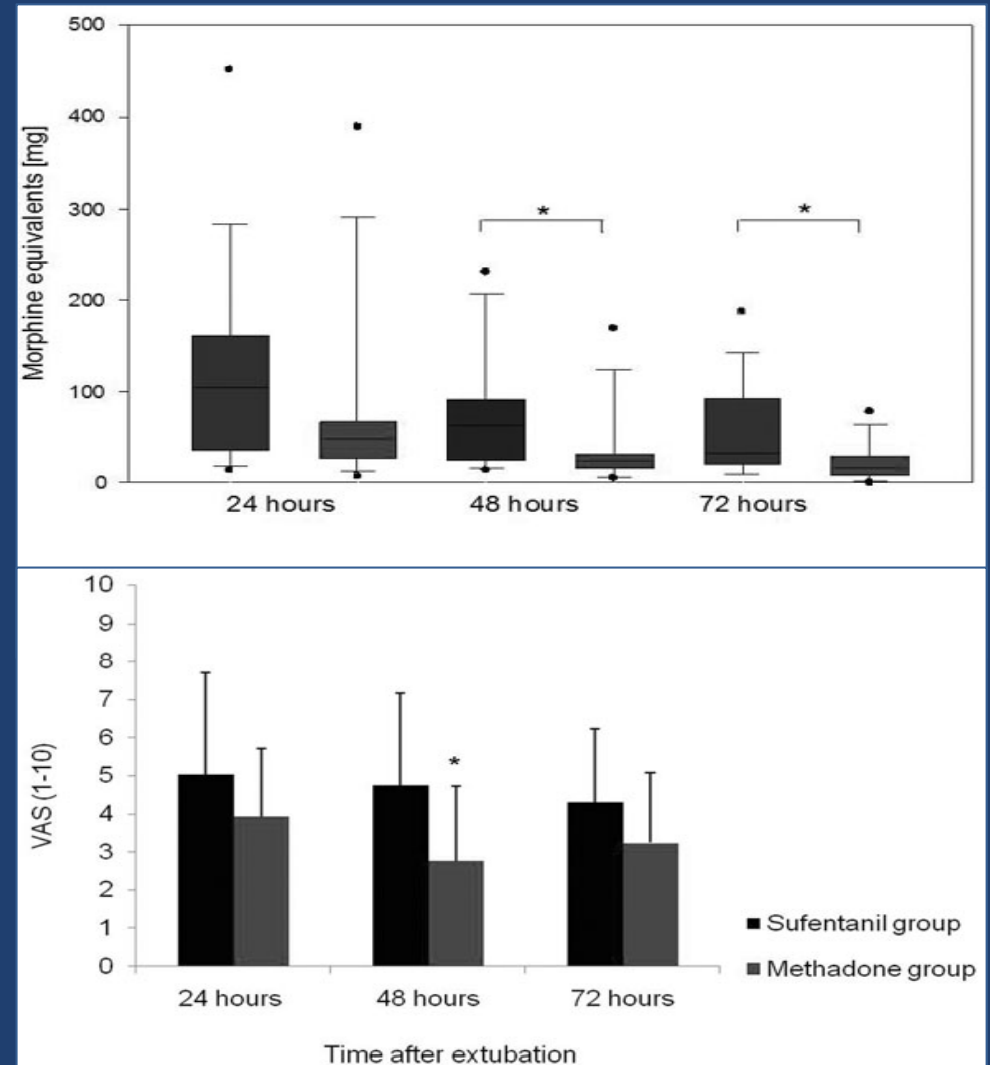 500
400
300
200
100
0
Morphine equivalents [mg]
*
*
24 hours
48 hours
72 hours
10
9
8
7
6
5
4
3
2
1
0
VAS (1-10)
*
24 hours
48 hours
72 hours
Time after extubation
Sufentanil group
Methadone group